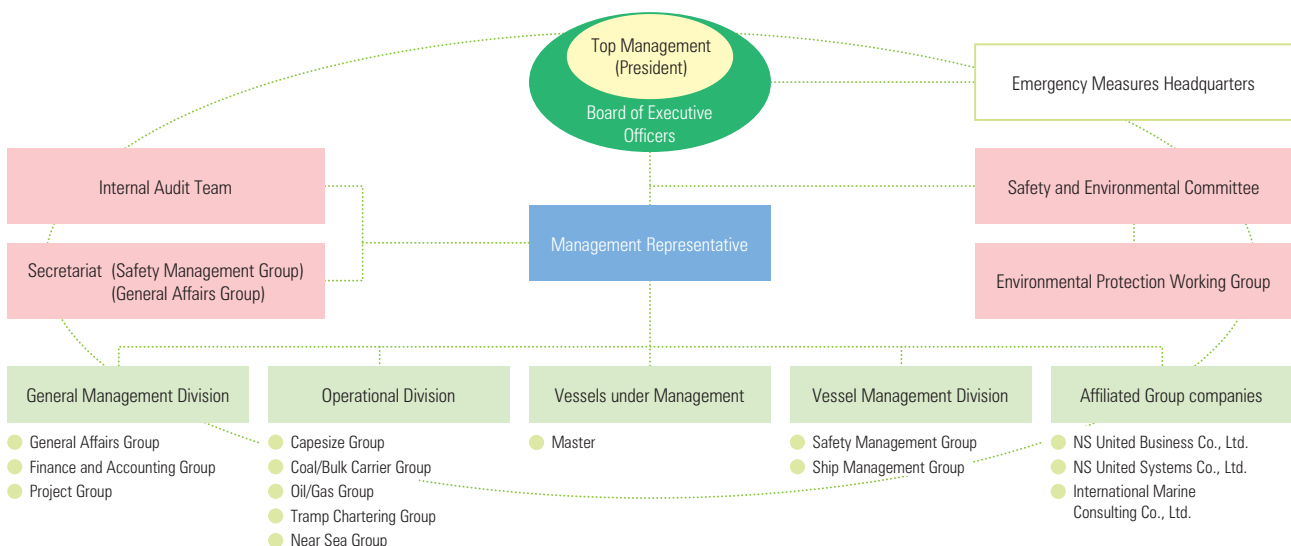 Top Management
(President)
Board of Executive
Officers
Emergency Measures Headquarters
Internal Audit Team
Safety and Environmental Committee
Management Representative
Secretariat (Safety Management Group)
(General Affairs Group)
Environmental Protection Working Group
General Management Division
General Affairs Group
Finance and Accounting Group
Project Group
Operational Division
Capesize Group
Coal/Bulk Carrier Group
Oil/Gas Group
Tramp Chartering Group
Near Sea Group
Vessels under Management
Master
Vessel Management Division
Safety Management Group
Ship Management Group
Affiliated Group companies
NS United Business Co., Ltd.
NS United Systems Co., Ltd.
International Marine
Consulting Co., Ltd.